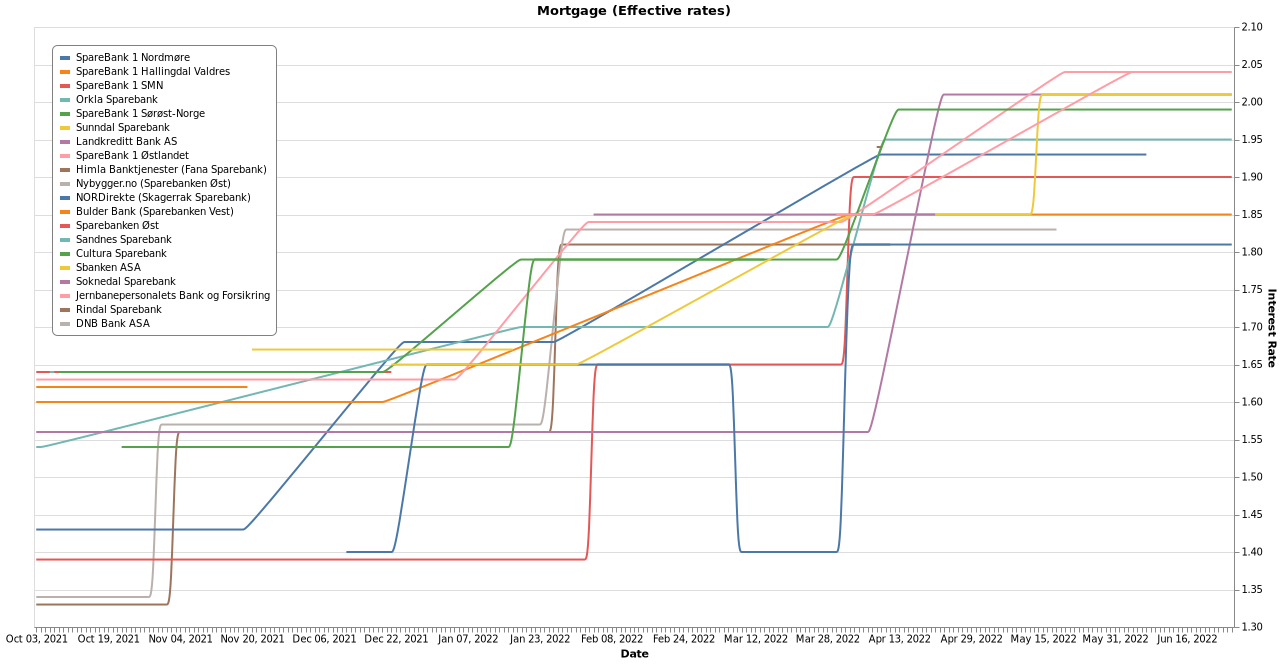 Mortgage (Effective rates)
SpareBank 1 Nordmøre
SpareBank 1 Hallingdal Valdres
SpareBank 1 SMN
Orkla Sparebank
SpareBank 1 Sørøst-Norge
Sunndal Sparebank
Landkreditt Bank AS
SpareBank 1 Østlandet
Himla Banktjenester (Fana Sparebank)
Nybygger.no (Sparebanken Øst)
NORDirekte (Skagerrak Sparebank)
Bulder Bank (Sparebanken Vest)
Sparebanken Øst
Sandnes Sparebank
Cultura Sparebank
Sbanken ASA
Soknedal Sparebank
Jernbanepersonalets Bank og Forsikring
Rindal Sparebank
DNB Bank ASA
2.10
2.05
2.00
1.95
1.90
1.85
1.80
1.75
1.70
1.65
1.60
1.55
1.50
1.45
1.40
1.35
1.30
Interest Rate
Oct 03, 2021 Oct 19, 2021 Nov 04, 2021 Nov 20, 2021 Dec 06, 2021 Dec 22, 2021 Jan 07, 2022 Jan 23, 2022 Feb 08, 2022 Feb 24, 2022 Mar 12, 2022 Mar 28, 2022 Apr 13, 2022 Apr 29, 2022 May 15, 2022 May 31, 2022 Jun 16, 2022
Date